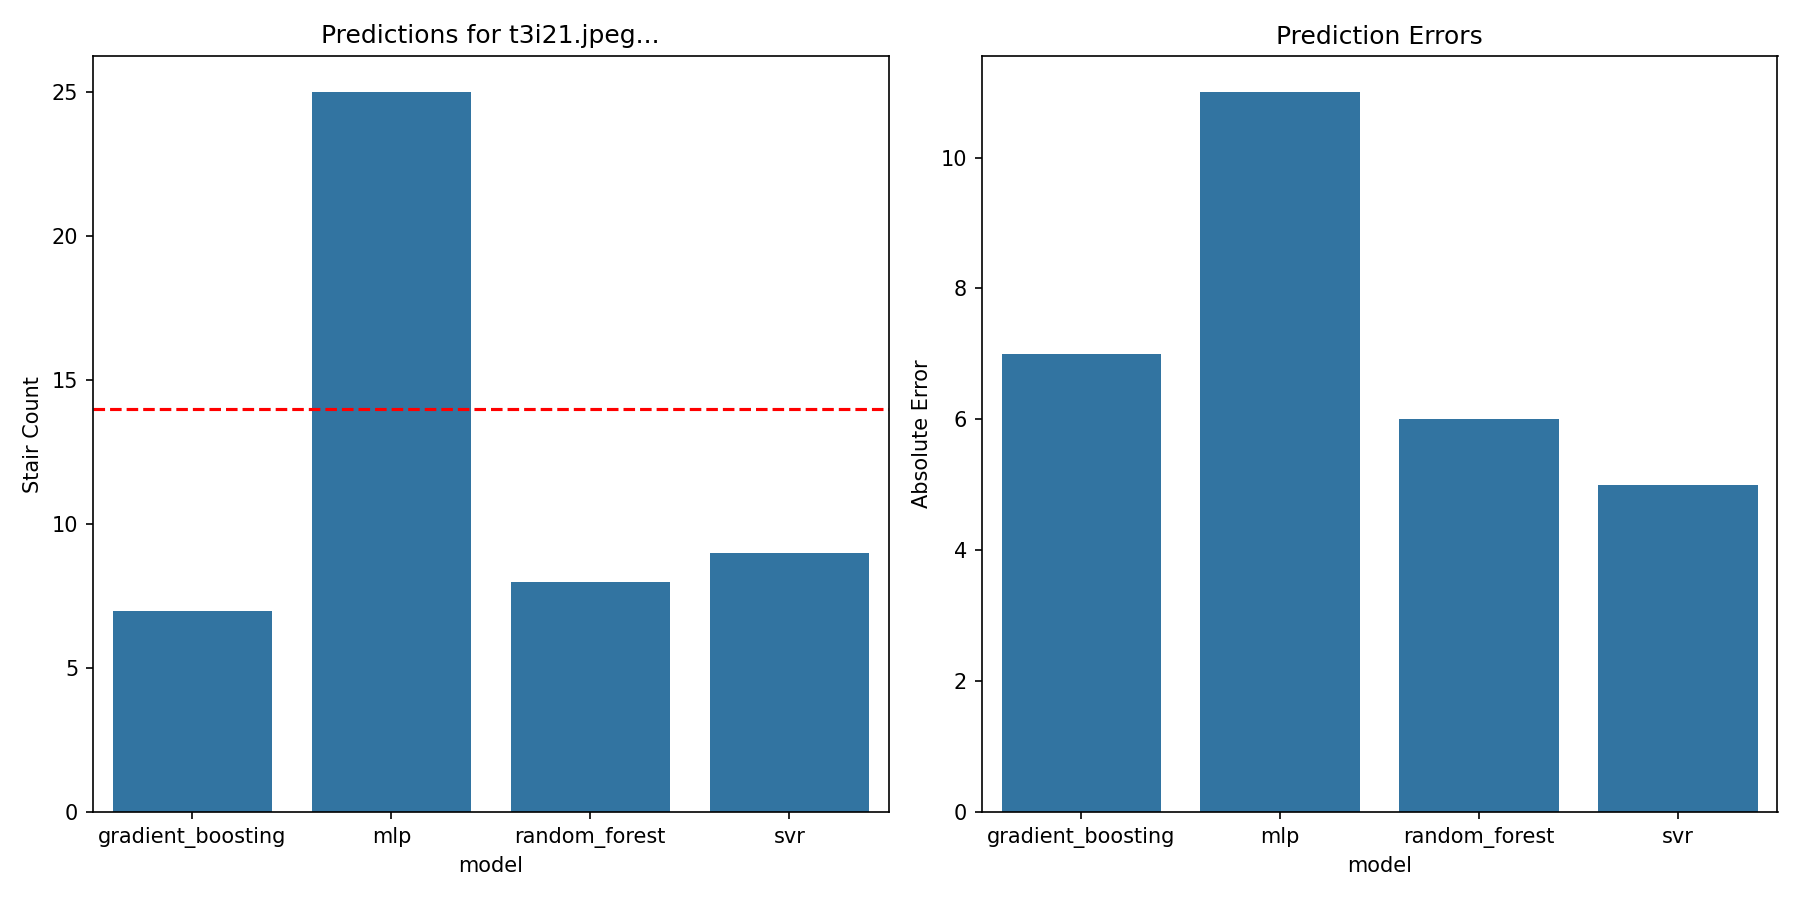 Predictions for t3i21.jpeg...
Stair Count
25
20
15
10
5
0
gradient_boosting mlp random_forest svr
model
Prediction Errors
Absolute Error
10
8
6
4
2
0
gradient_boosting mlp random_forest svr
model